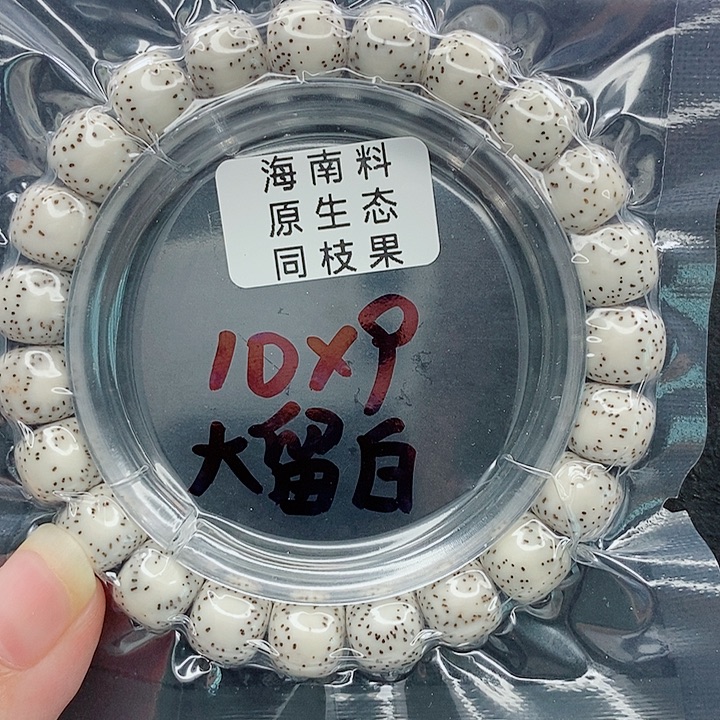 海南料
原生态
同枝果
10x9
大留白